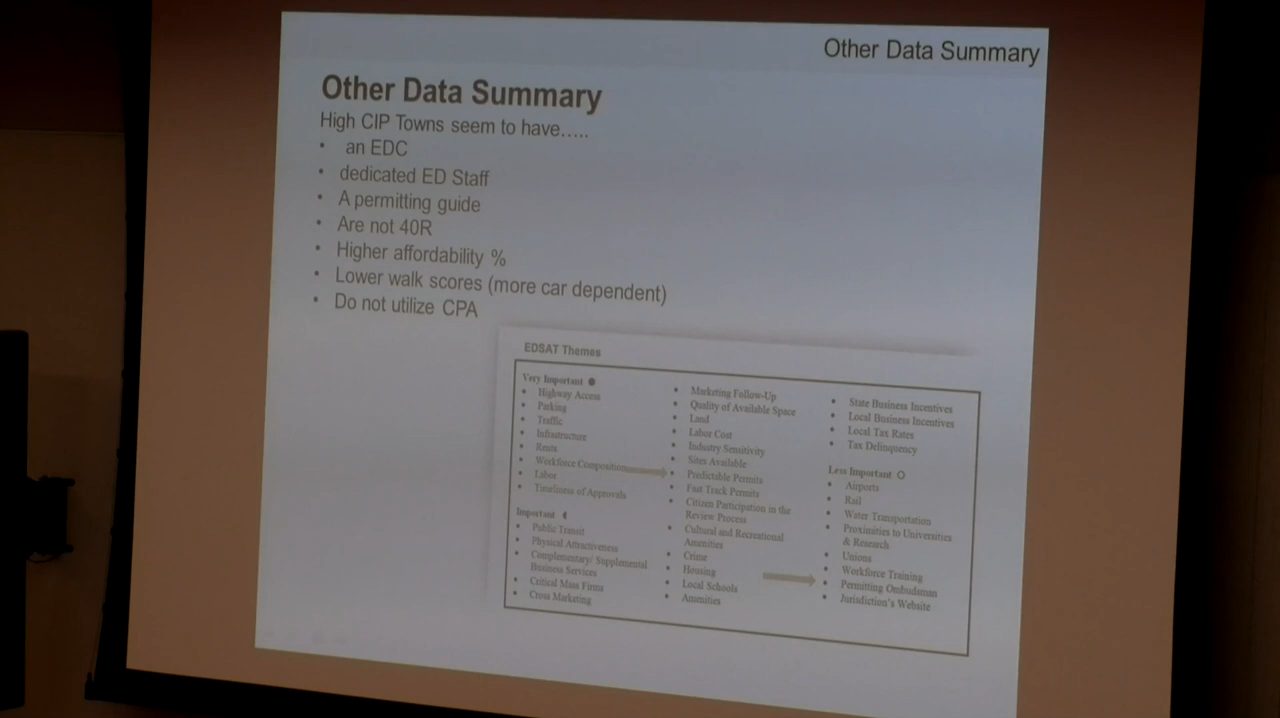 Other Data Summary
Other Data Summary
High CIP Towns seem to have.....
• an EDC
• dedicated ED Staff
• A permitting guide
• Are not 40R
• Higher affordability %
• Lower walk scores (more car dependent)
• Do not utilize CPA
EDSAT Themes
Very Important ●
• Highway Access
• Parking
• Traffic
• Infrastructure
• Rents
• Workforce Composition
• Labor
• Timeliness of Approvals
Important
• Public Transit
• Physical Attractiveness
• Complementary/ Supplemental
Business Services
• Critical Mass Firms
• Cross Marketing
• Marketing Follow-Up
• Quality of Available Space
• Land
• Labor Cost
• Industry Sensitivity
• Sites Available
• Predictable Permits
• Fast Track Permits
• Citizen Participation in the
Review Process
• Cultural and Recreational
Amenities
• Crime
• Housing
• Local Schools
• Amenities
• State Business Incentives
• Local Business Incentives
• Local Tax Rates
• Tax Delinquency
Less Important ○
• Airports
• Rail
• Water Transportation
• Proximities to Universities
& Research
• Unions
• Workforce Training
• Permitting Ombudsman
• Jurisdiction's Website